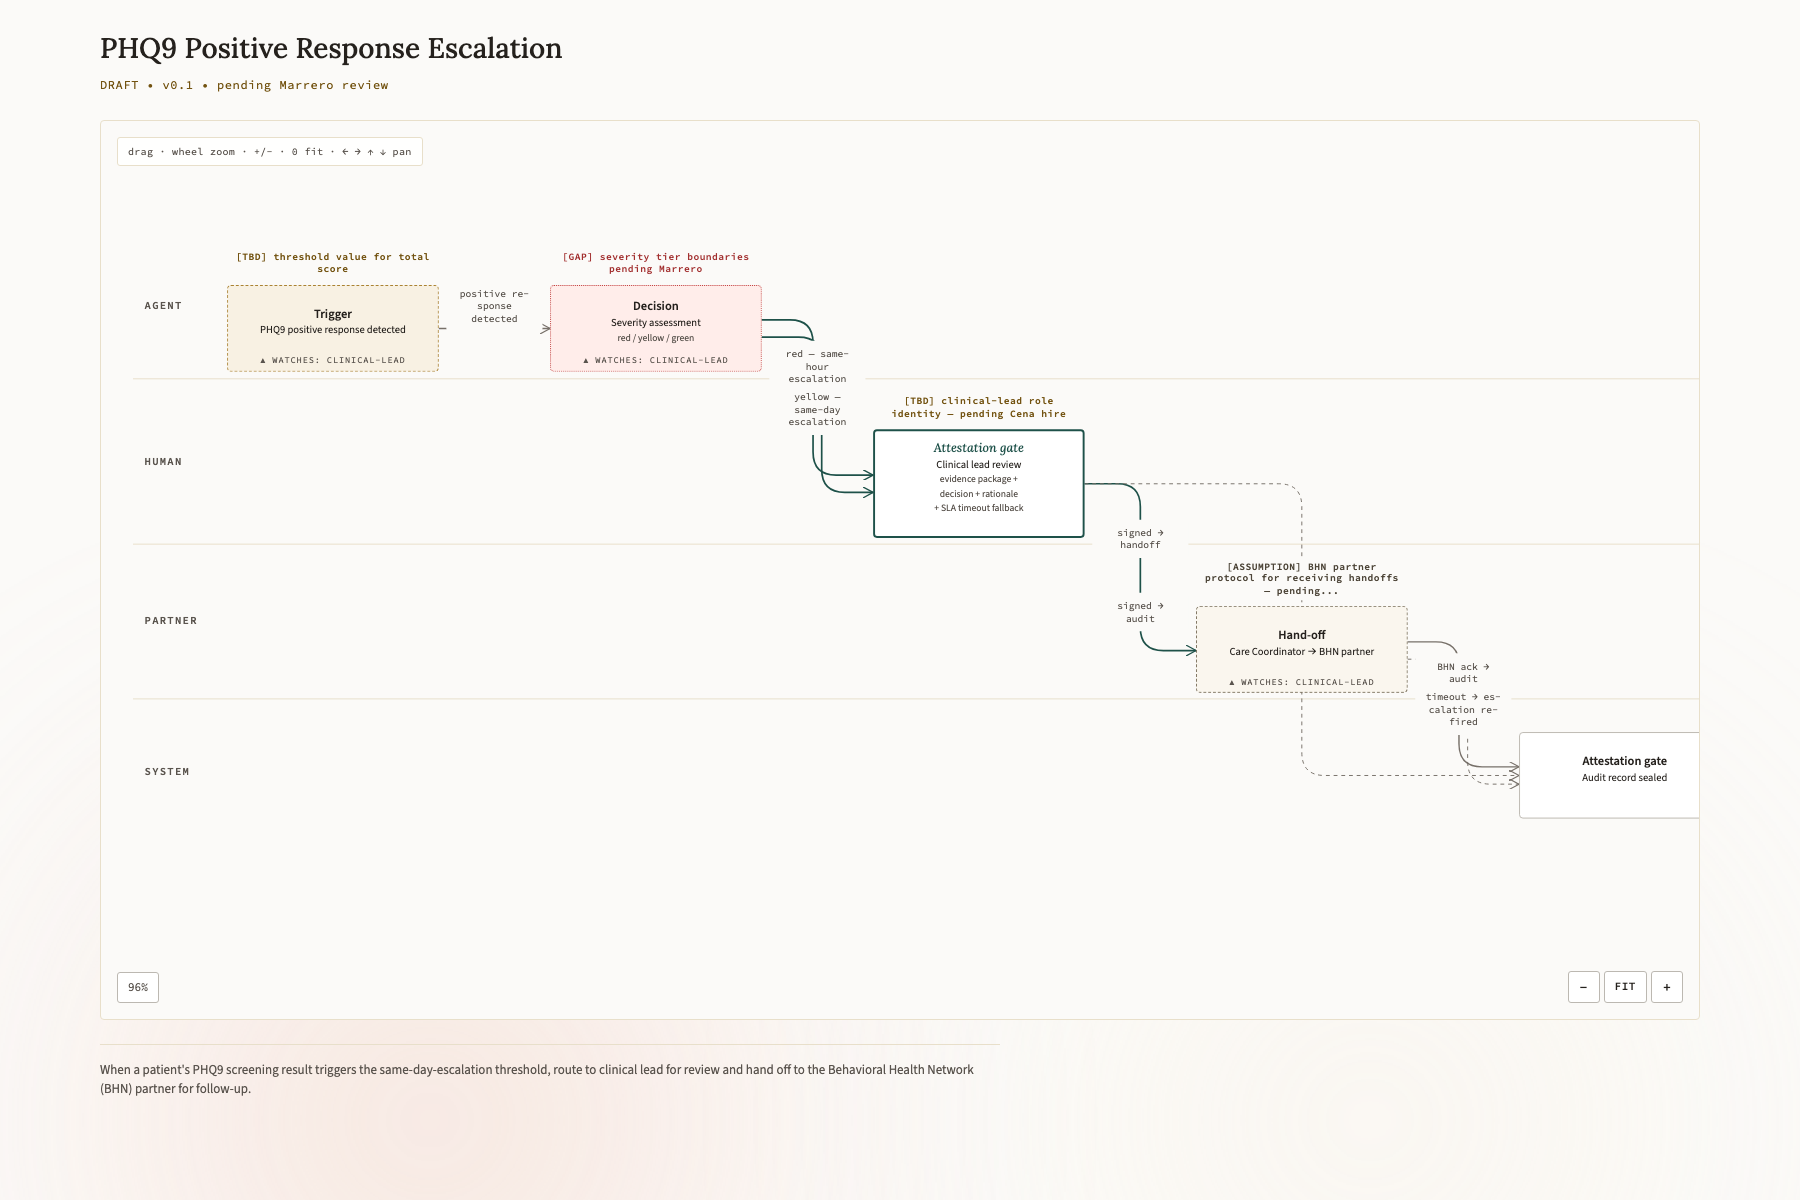 PHQ9 Positive Response Escalation
DRAFT • v0.1 • pending Marrero review
drag · wheel zoom · +/− · 0 fit · ← → ↑ ↓ pan
[TBD] threshold value for total
score
[GAP] severity tier boundaries
pending Marrero
AGENT
Trigger
PHQ9 positive response detected
▲ WATCHES: CLINICAL-LEAD
positive re-
sponse
detected
Decision
Severity assessment
red / yellow / green
▲ WATCHES: CLINICAL-LEAD
red — same-
hour
escalation
yellow —
same-day
escalation
[TBD] clinical-lead role
identity — pending Cena hire
HUMAN
Attestation gate
Clinical lead review
evidence package +
decision + rationale
+ SLA timeout fallback
signed →
handoff
[ASSUMPTION] BHN partner
protocol for receiving handoffs
— pending...
PARTNER
signed →
audit
Hand-off
Care Coordinator → BHN partner
▲ WATCHES: CLINICAL-LEAD
BHN ack →
audit
timeout → es-
calation re-
fired
SYSTEM
Attestation gate
Audit record sealed
96%
−
FIT
+
When a patient's PHQ9 screening result triggers the same-day-escalation threshold, route to clinical lead for review and hand off to the Behavioral Health Network
(BHN) partner for follow-up.